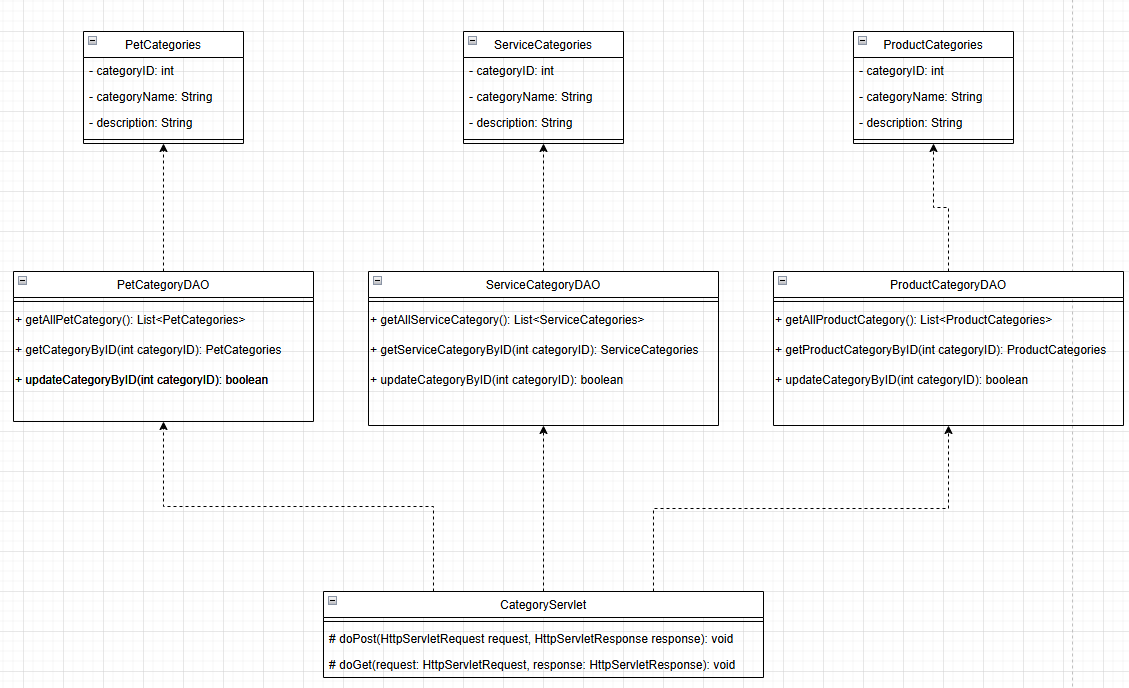 PetCategories
- categoryID: int
- categoryName: String
- description: String
ServiceCategories
- categoryID: int
- categoryName: String
- description: String
ProductCategories
- categoryID: int
- categoryName: String
- description: String
PetCategoryDAO
+ getAllPetCategory(): List<PetCategories>
+ getCategoryByID(int categoryID): PetCategories
+ updateCategoryByID(int categoryID): boolean
ServiceCategoryDAO
+ getAllServiceCategory(): List<ServiceCategories>
+ getServiceCategoryByID(int categoryID): ServiceCategories
+ updateCategoryByID(int categoryID): boolean
ProductCategoryDAO
+ getAllProductCategory(): List<ProductCategories>
+ getProductCategoryByID(int categoryID): ProductCategories
+ updateCategoryByID(int categoryID): boolean
CategoryServlet
# doPost(HttpServletRequest request, HttpServletResponse response): void
# doGet(request: HttpServletRequest, response: HttpServletResponse): void